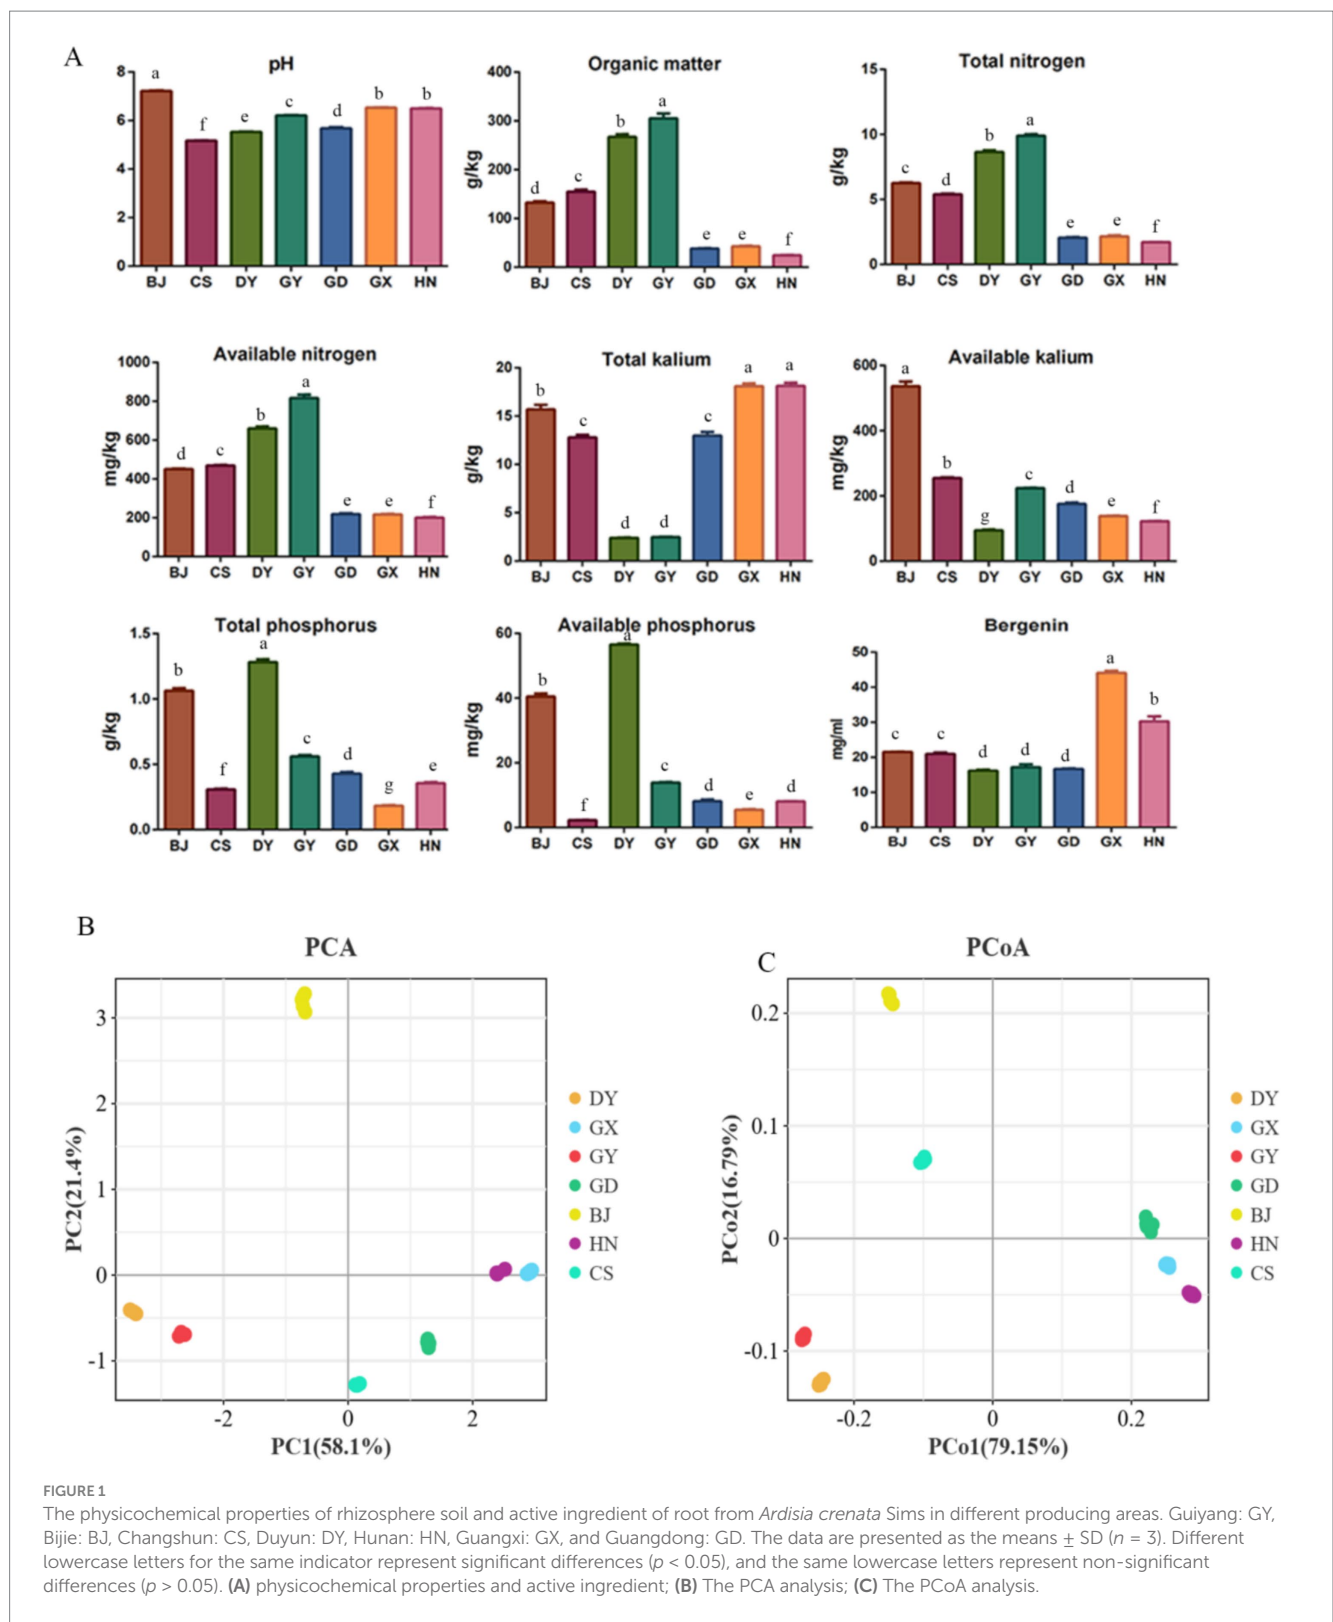 A
pH
8
6
4
2
0
a
f
e
c
d
b
b
BJ CS DY GY GD GX HN
Organic matter
g/kg
400
300
200
100
0
d
c
b
a
e
e
f
BJ CS DY GY GD GX HN
Total nitrogen
g/kg
15
10
5
0
c
d
b
a
e
e
f
BJ CS DY GY GD GX HN
Available nitrogen
mg/kg
1000
800
600
400
200
0
d
c
b
a
e
e
f
BJ CS DY GY GD GX HN
Total kalium
g/kg
20
15
10
5
0
b
c
d
d
c
a
a
BJ CS DY GY GD GX HN
Available kalium
mg/kg
600
400
200
0
a
b
g
c
d
e
f
BJ CS DY GY GD GX HN
Total phosphorus
g/kg
1.5
1.0
0.5
0.0
b
f
a
c
d
g
e
BJ CS DY GY GD GX HN
Available phosphorus
mg/kg
60
40
20
0
b
f
a
c
d
e
d
BJ CS DY GY GD GX HN
Bergenin
mg/ml
50
40
30
20
10
0
c
c
d
d
d
a
b
BJ CS DY GY GD GX HN
B
PCA
PC2(21.4%)
3
2
1
0
-1
-2 0 2
PC1(58.1%)
DY
GX
GY
GD
BJ
HN
CS
C
PCoA
PCo2(16.79%)
0.2
0.1
0
-0.1
-0.2 0 0.2
PCo1(79.15%)
DY
GX
GY
GD
BJ
HN
CS
FIGURE 1
The physicochemical properties of rhizosphere soil and active ingredient of root from Ardisia crenata Sims in different producing areas. Guiyang: GY,
Bijie: BJ, Changshun: CS, Duyun: DY, Hunan: HN, Guangxi: GX, and Guangdong: GD. The data are presented as the means ± SD (n = 3). Different
lowercase letters for the same indicator represent significant differences (p < 0.05), and the same lowercase letters represent non-significant
differences (p > 0.05). (A) physicochemical properties and active ingredient; (B) The PCA analysis; (C) The PCoA analysis.